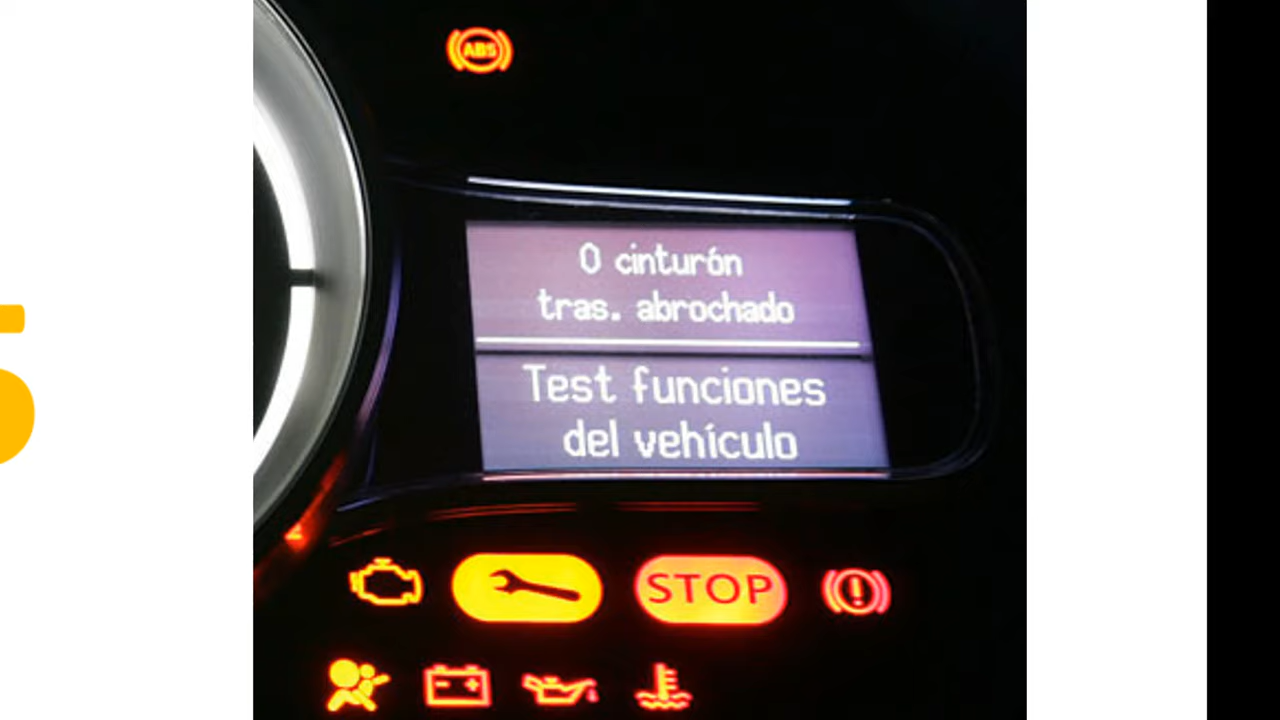 ABS
0 cinturón
tras. abrochado
Test funciones
del vehículo
STOP